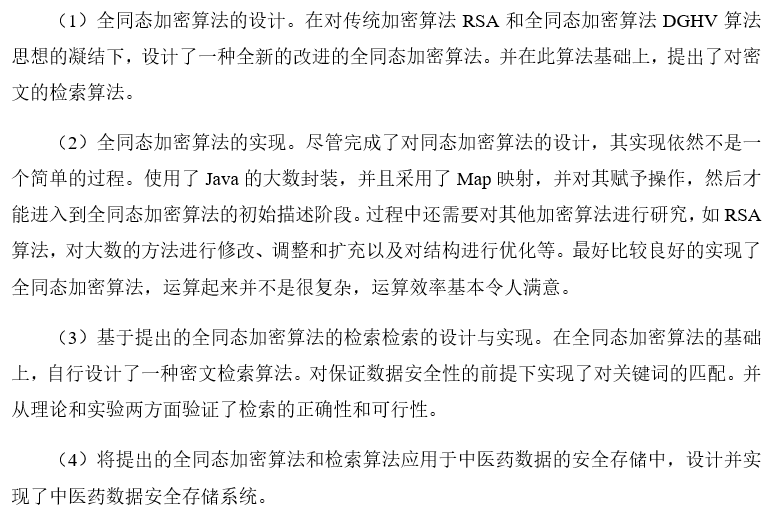 （1）全同态加密算法的设计。在对传统加密算法 RSA 和全同态加密算法 DGHV 算法
思想的凝结下，设计了一种全新的改进的全同态加密算法。并在此算法基础上，提出了对密
文的检索算法。
（2）全同态加密算法的实现。尽管完成了对同态加密算法的设计，其实现依然不是一
个简单的过程。使用了 Java 的大数封装，并且采用了 Map 映射，并对其赋予操作，然后才
能进入到全同态加密算法的初始描述阶段。过程中还需要对其他加密算法进行研究，如 RSA
算法，对大数的方法进行修改、调整和扩充以及对结构进行优化等。最好比较良好的实现了
全同态加密算法，运算起来并不是很复杂，运算效率基本令人满意。
（3）基于提出的全同态加密算法的检索检索的设计与实现。在全同态加密算法的基础
上，自行设计了一种密文检索算法。对保证数据安全性的前提下实现了对关键词的匹配。并
从理论和实验两方面验证了检索的正确性和可行性。
（4）将提出的全同态加密算法和检索算法应用于中医药数据的安全存储中，设计并实
现了中医药数据安全存储系统。